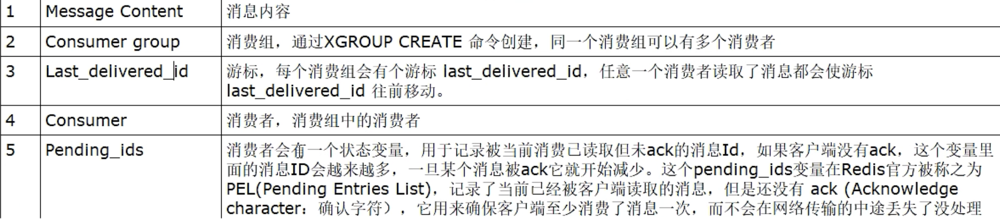 1 Message Content 消息内容
2 Consumer group 消费组，通过XGROUP CREATE 命令创建，同一个消费组可以有多个消费者
3 Last_delivered_id 游标，每个消费组会有个游标 last_delivered_id，任意一个消费者读取了消息都会使游标
last_delivered_id 往前移动。
4 Consumer 消费者，消费组中的消费者
5 Pending_ids 消费者会有一个状态变量，用于记录被当前消费已读取但未ack的消息Id，如果客户端没有ack，这个变量里
面的消息ID会越来越多，一旦某个消息被ack它就开始减少。这个pending_ids变量在Redis官方被称之为
PEL(Pending Entries List)，记录了当前已经被客户端读取的消息，但是还没有 ack (Acknowledge
character：确认字符），它用来确保客户端至少消费了消息一次，而不会在网络传输的中途丢失了没处理